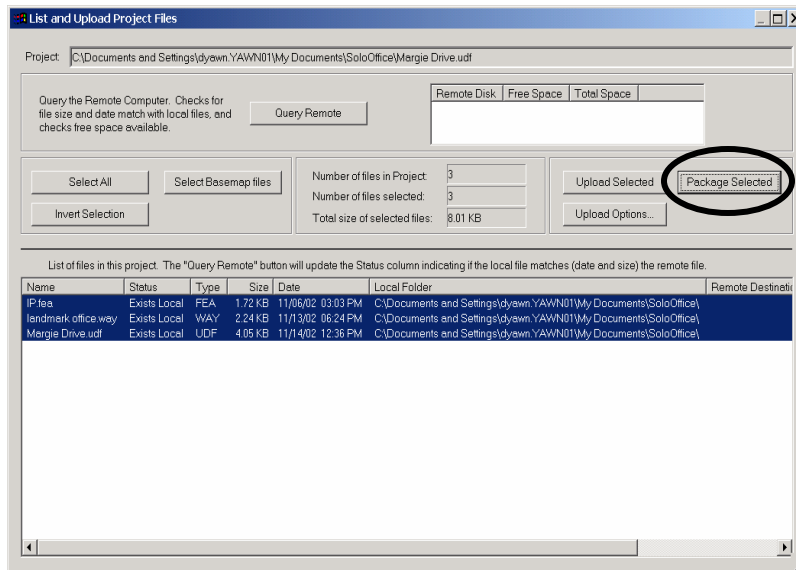 List and Upload Project Files
Project: C:\Documents and Settings\dyawn.YAWN01\My Documents\SoloOffice\Margie Drive.udf
Query the Remote Computer. Checks for
file size and date match with local files, and
checks free space available.
Query Remote
Remote Disk Free Space Total Space
Select All Select Basemap files
Invert Selection
Number of files in Project: 3
Number of files selected: 3
Total size of selected files: 8.01 KB
Upload Selected Package Selected
Upload Options...
List of files in this project. The "Query Remote" button will update the Status column indicating if the local file matches (date and size) the remote file.
Name Status Type Size Date Local Folder Remote Destinatio
IP.fea Exists Local FEA 1.72 KB 11/06/02 03:03 PM C:\Documents and Settings\dyawn.YAWN01\My Documents\SoloOffice\
landmark office.way Exists Local WAY 2.24 KB 11/13/02 06:24 PM C:\Documents and Settings\dyawn.YAWN01\My Documents\SoloOffice\
Margie Drive.udf Exists Local UDF 4.05 KB 11/14/02 12:36 PM C:\Documents and Settings\dyawn.YAWN01\My Documents\SoloOffice\